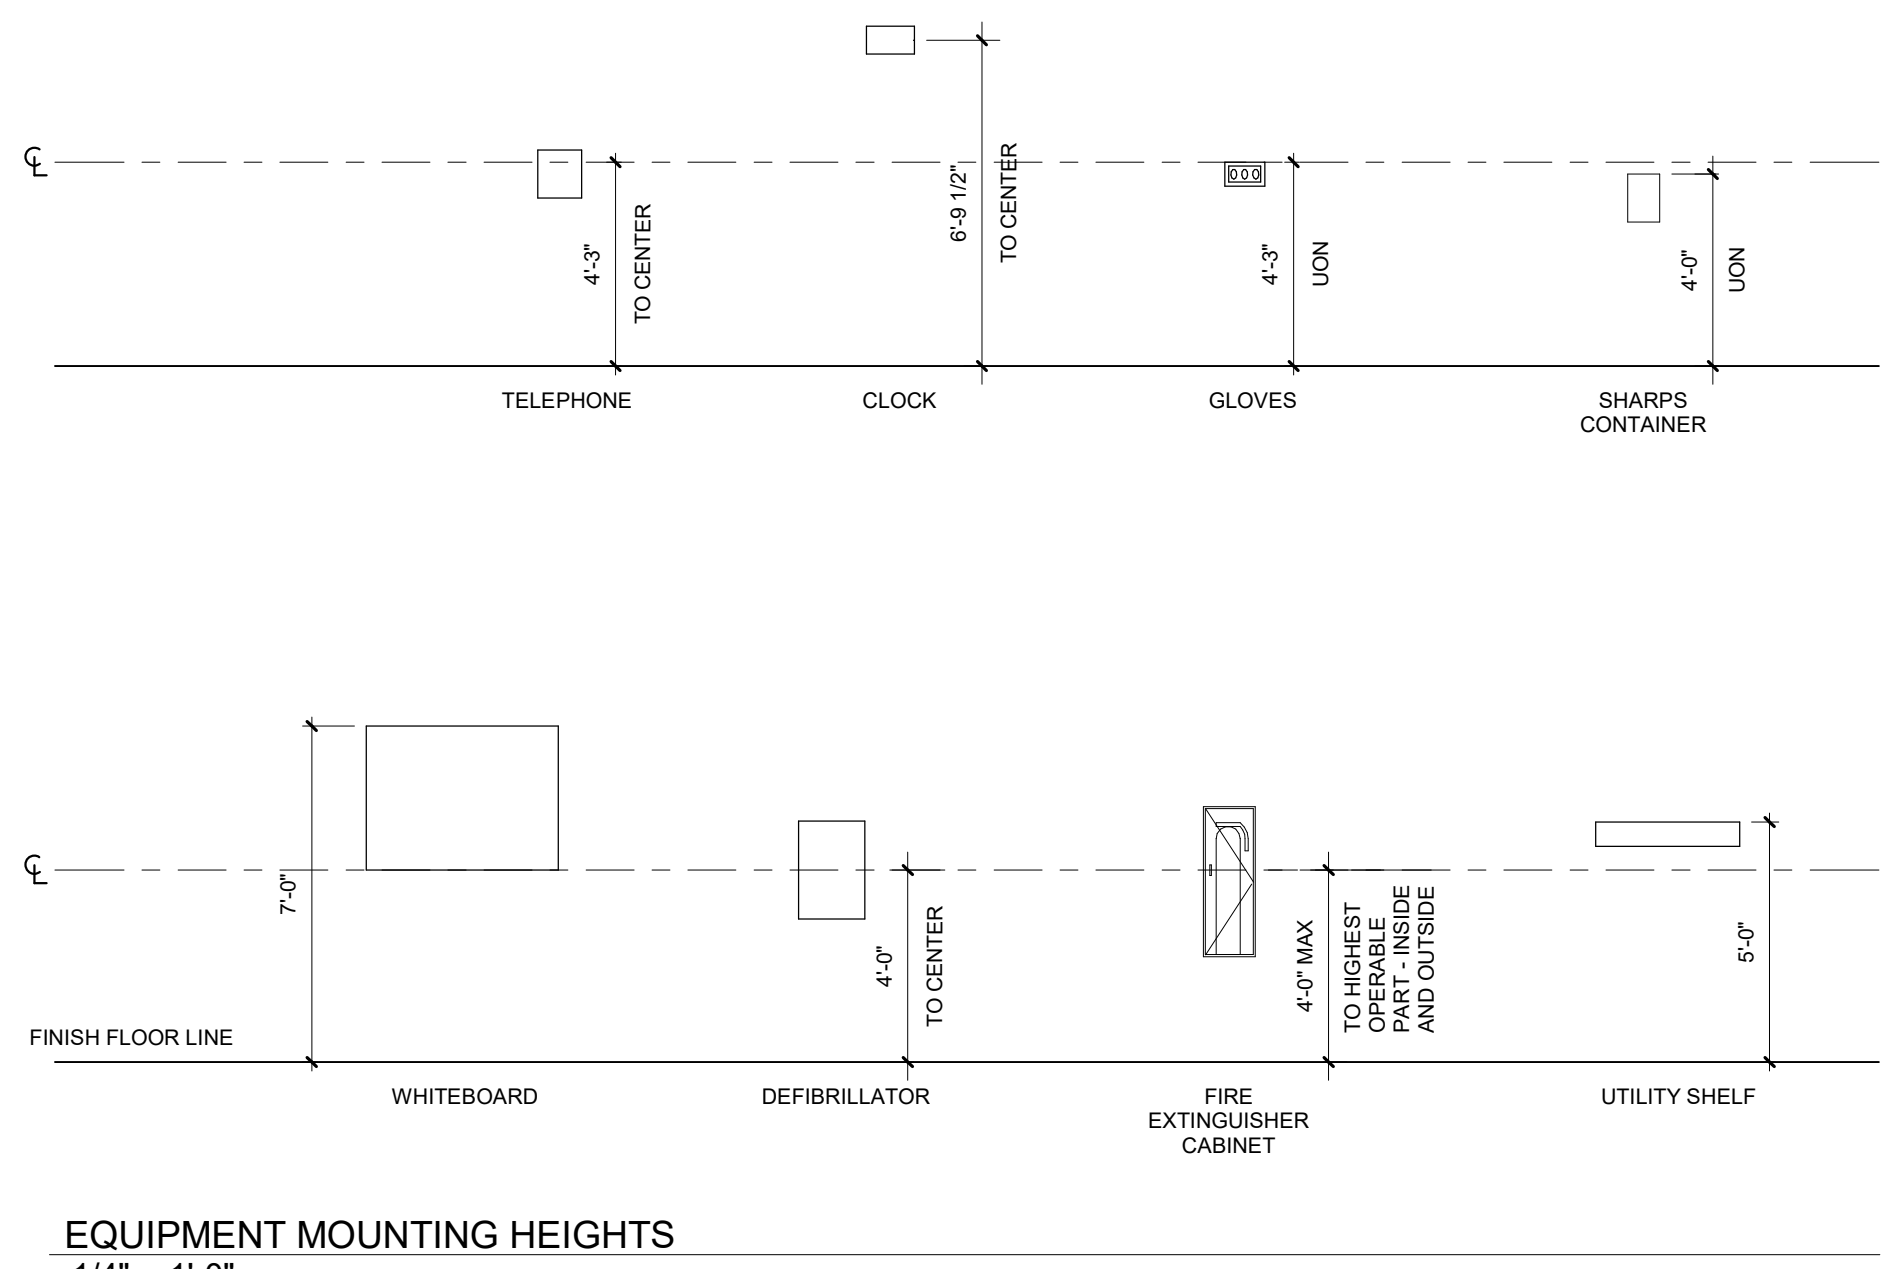 ℄
6'-9 1/2"
TO CENTER
4'-3"
TO CENTER
4'-3"
UON
4'-0"
UON
TELEPHONE
CLOCK
GLOVES
SHARPS
CONTAINER
℄
7'-0"
4'-0"
TO CENTER
4'-0" MAX
TO HIGHEST
OPERABLE
PART - INSIDE
AND OUTSIDE
5'-0"
FINISH FLOOR LINE
WHITEBOARD
DEFIBRILLATOR
FIRE
EXTINGUISHER
CABINET
UTILITY SHELF
EQUIPMENT MOUNTING HEIGHTS